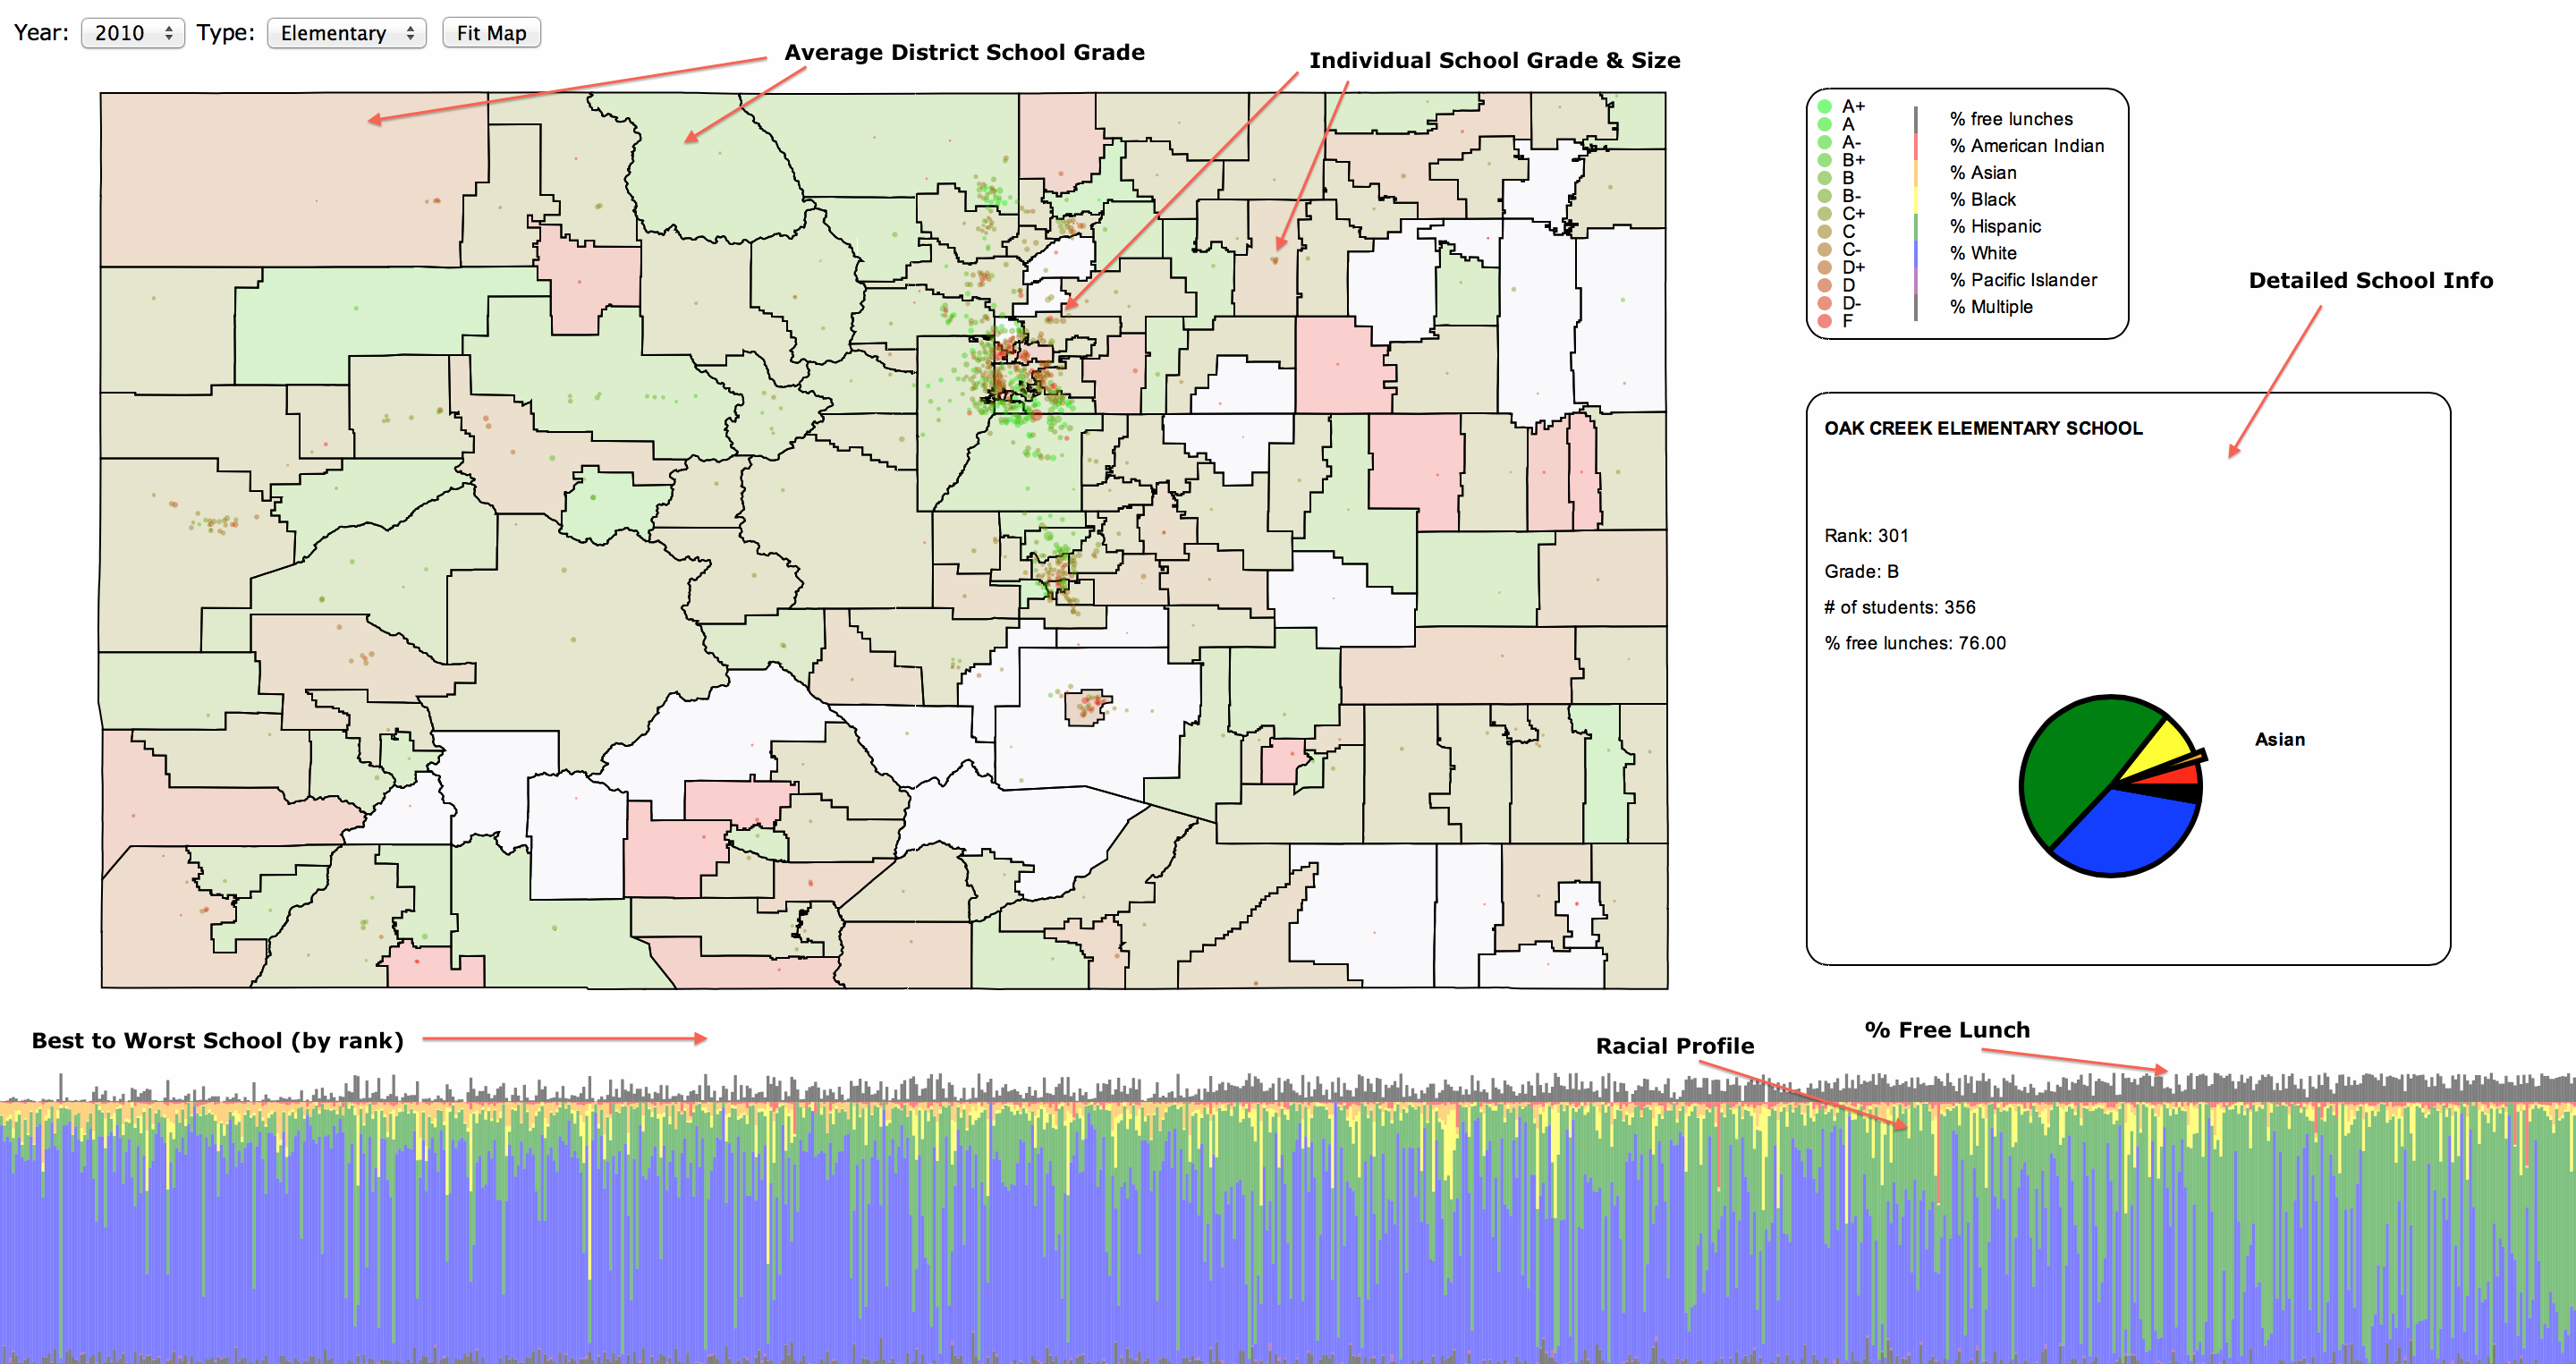 Year: 2010 Type: Elementary Fit Map
Average District School Grade
Individual School Grade & Size
A+
A
A-
B+
B
B-
C+
C
C-
D+
D
D-
F
% free lunches
% American Indian
% Asian
% Black
% Hispanic
% White
% Pacific Islander
% Multiple
Detailed School Info
OAK CREEK ELEMENTARY SCHOOL
Rank: 301
Grade: B
# of students: 356
% free lunches: 76.00
Asian
Best to Worst School (by rank)
Racial Profile
% Free Lunch